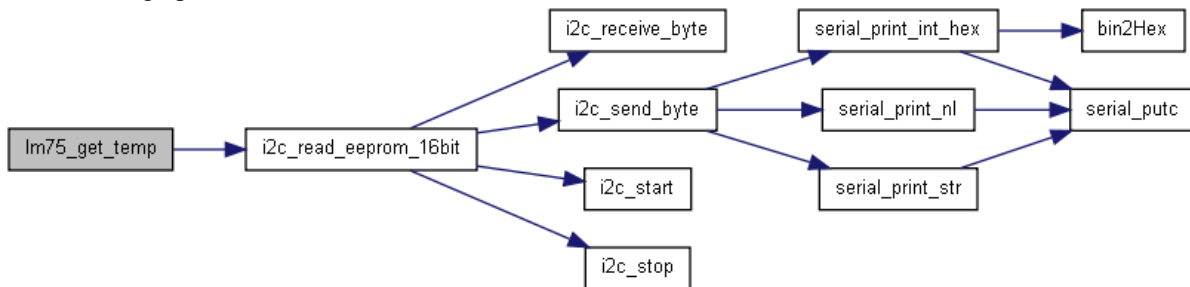 i2c_receive_byte
serial_print_int_hex
bin2Hex
i2c_send_byte
serial_print_nl
serial_putc
lm75_get_temp
i2c_read_eeprom_16bit
i2c_start
serial_print_str
i2c_stop